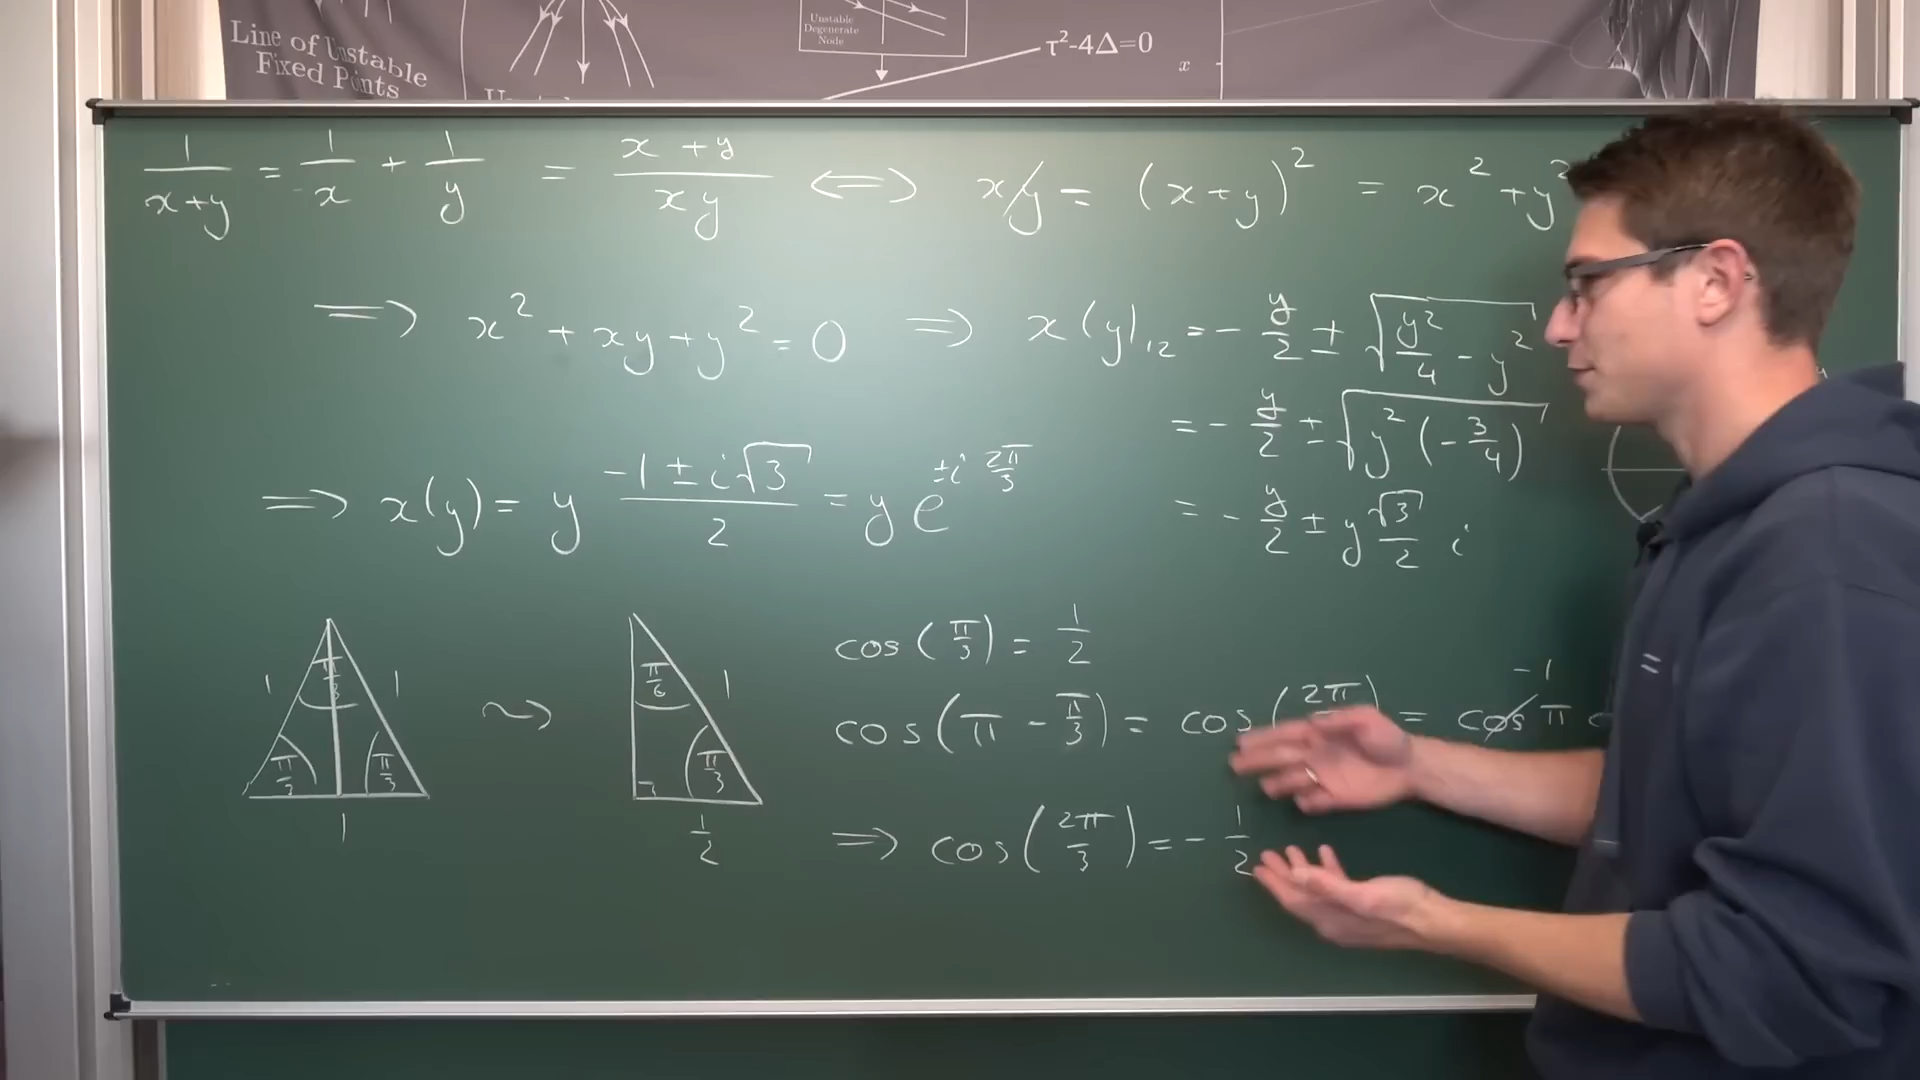 Line of Unstable
Fixed Points
Unstable
Degenerate
Node
τ²-4Δ=0
x
1/(x+y) = 1/x + 1/y = (x+y)/(xy) ⟺ xy = (x+y)² = x² + y²
⟹ x² + xy + y² = 0 ⟹ x(y)₁₂ = - y/2 ± √(y²/4 - y²)
= - y/2 ± √(y²(-3/4))
⟹ x(y) = y (-1 ± i√3)/2 = y e^(±i 2π/3)
= - y/2 ± y √3/2 i
1 π/3 1 π/3 π/3 1
⇝
π/6 1 π/3 1/2
cos(π/3) = 1/2
-1
cos(π - π/3) = cos(2π) = cos π
⟹ cos(2π/3) = - 1/2